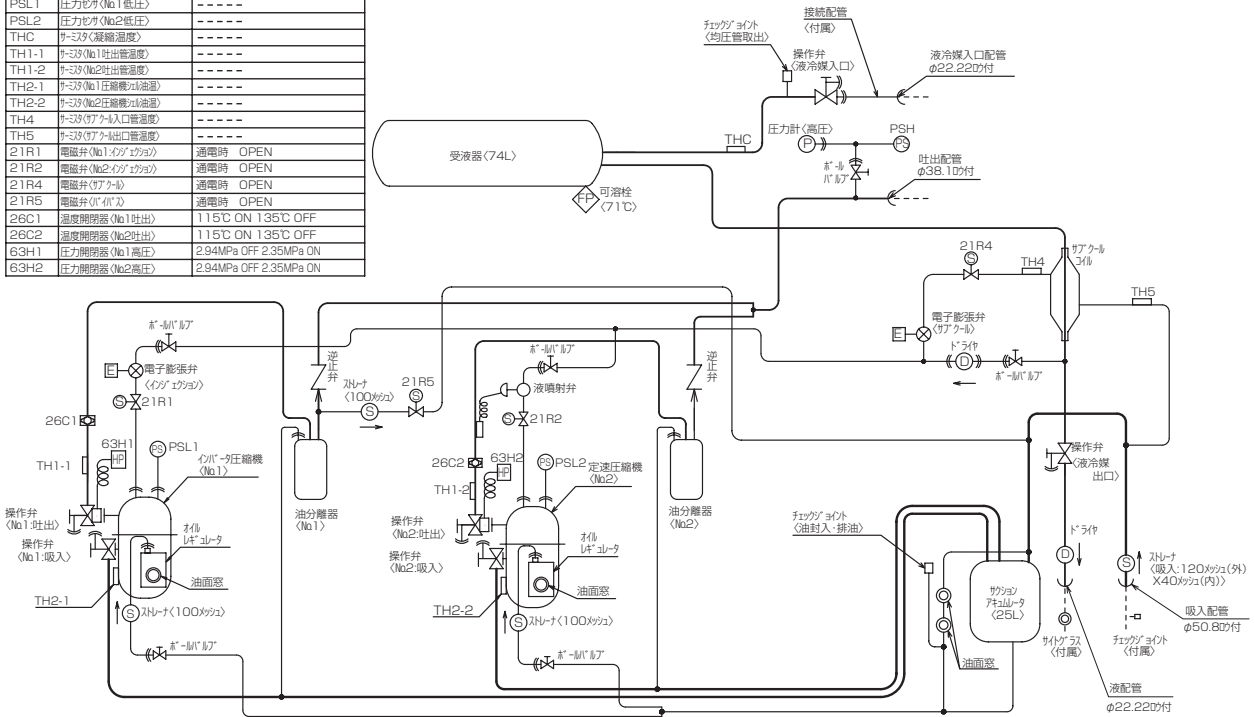 PSL1 圧力センサ〈No.1低圧〉 -----
PSL2 圧力センサ〈No.2低圧〉 -----
THC サーミスタ〈凝縮温度〉 -----
TH1-1 サーミスタ〈No.1吐出管温度〉 -----
TH1-2 サーミスタ〈No.2吐出管温度〉 -----
TH2-1 サーミスタ〈No.1圧縮機シェル油温〉 -----
TH2-2 サーミスタ〈No.2圧縮機シェル油温〉 -----
TH4 サーミスタ〈サブクール入口管温度〉 -----
TH5 サーミスタ〈サブクール出口管温度〉 -----
21R1 電磁弁〈No.1:インジェクション〉 通電時 OPEN
21R2 電磁弁〈No.2:インジェクション〉 通電時 OPEN
21R4 電磁弁〈サブクール〉 通電時 OPEN
21R5 電磁弁〈バイパス〉 通電時 OPEN
26C1 温度開閉器〈No.1吐出〉 115℃ ON 135℃ OFF
26C2 温度開閉器〈No.2吐出〉 115℃ ON 135℃ OFF
63H1 圧力開閉器〈No.1高圧〉 2.94MPa OFF 2.35MPa ON
63H2 圧力開閉器〈No.2高圧〉 2.94MPa OFF 2.35MPa ON
接続配管
〈付属〉
チェックジョイント
〈均圧管取出〉
操作弁
〈液冷媒入口〉
液冷媒入口配管
φ22.22ロウ付
受液器〈74L〉
THC
圧力計〈高圧〉
P
PSH
PS
ボール
バルブ
吐出配管
φ38.1ロウ付
FP
可溶栓
〈71℃〉
21R4
S
TH4
サブクール
コイル
TH5
E
電子膨張弁
〈サブクール〉
ドライヤ
D
ボールバルブ
ボールバルブ
E
電子膨張弁
〈インジェクション〉
S
21R1
26C1
63H1
HP
PS
PSL1
TH1-1
インバータ圧縮機
〈No.1〉
操作弁
〈No.1:吐出〉
操作弁
〈No.1:吸入〉
オイル
レギュレータ
油面窓
TH2-1
S
ストレーナ〈100メッシュ〉
ボールバルブ
逆止弁
ストレーナ
〈100メッシュ〉
S
21R5
S
油分離器
〈No.1〉
ボールバルブ
液噴射弁
S
21R2
26C2
63H2
HP
PS
PSL2
TH1-2
定速圧縮機
〈No.2〉
操作弁
〈No.2:吐出〉
操作弁
〈No.2:吸入〉
オイル
レギュレータ
油面窓
TH2-2
S
ストレーナ〈100メッシュ〉
ボールバルブ
逆止弁
油分離器
〈No.2〉
チェックジョイント
〈油封入・排油〉
油面窓
サクション
アキュムレータ
〈25L〉
操作弁
〈液冷媒
出口〉
ドライヤ
D
サイトグラス
〈付属〉
S
ストレーナ
〈吸入:120メッシュ(外)
X40メッシュ(内)〉
吸入配管
φ50.8ロウ付
チェックジョイント
〈付属〉
液配管
φ22.22ロウ付